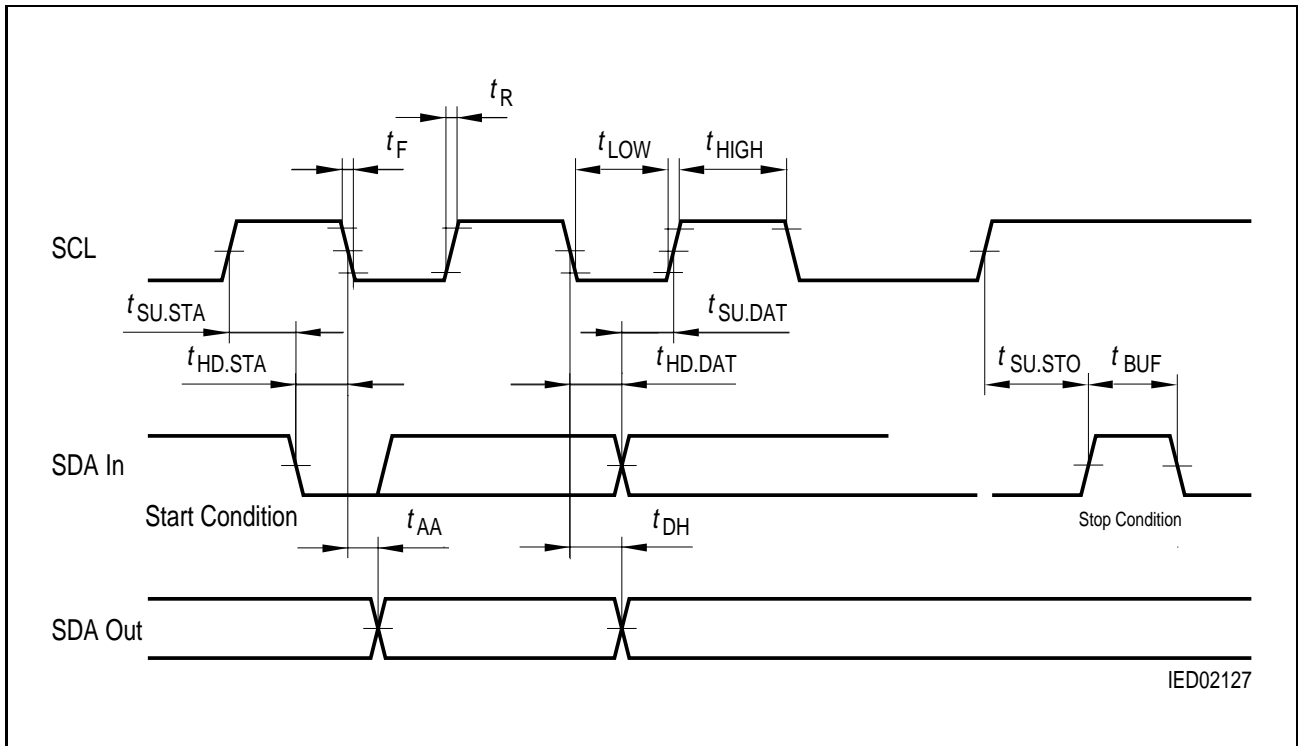 tR
tF
tLOW
tHIGH
SCL
tSU.STA
tSU.DAT
tHD.STA
tHD.DAT
tSU.STO
tBUF
SDA In
Start Condition
Stop Condition
tAA
tDH
SDA Out
IED02127